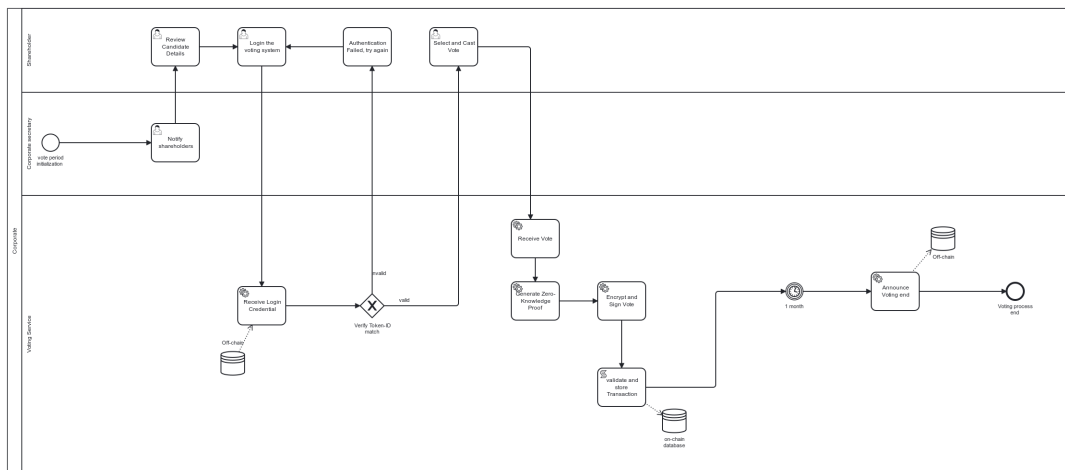 Corporate
Shareholder
Review
Candidate
Details
Login the
voting system
Authentication
Failed, try again
Select and Cast
Vote
Corporate secretary
vote period
initialization
Notify
shareholders
Voting Service
Receive Vote
Generate Zero-
Knowledge
Proof
Encrypt and
Sign Vote
Receive Login
Credential
Off-chain
invalid
valid
Verify Token-ID
match
validate and
store
Transaction
on-chain
database
1 month
Off-chain
Announce
Voting end
Voting process
end